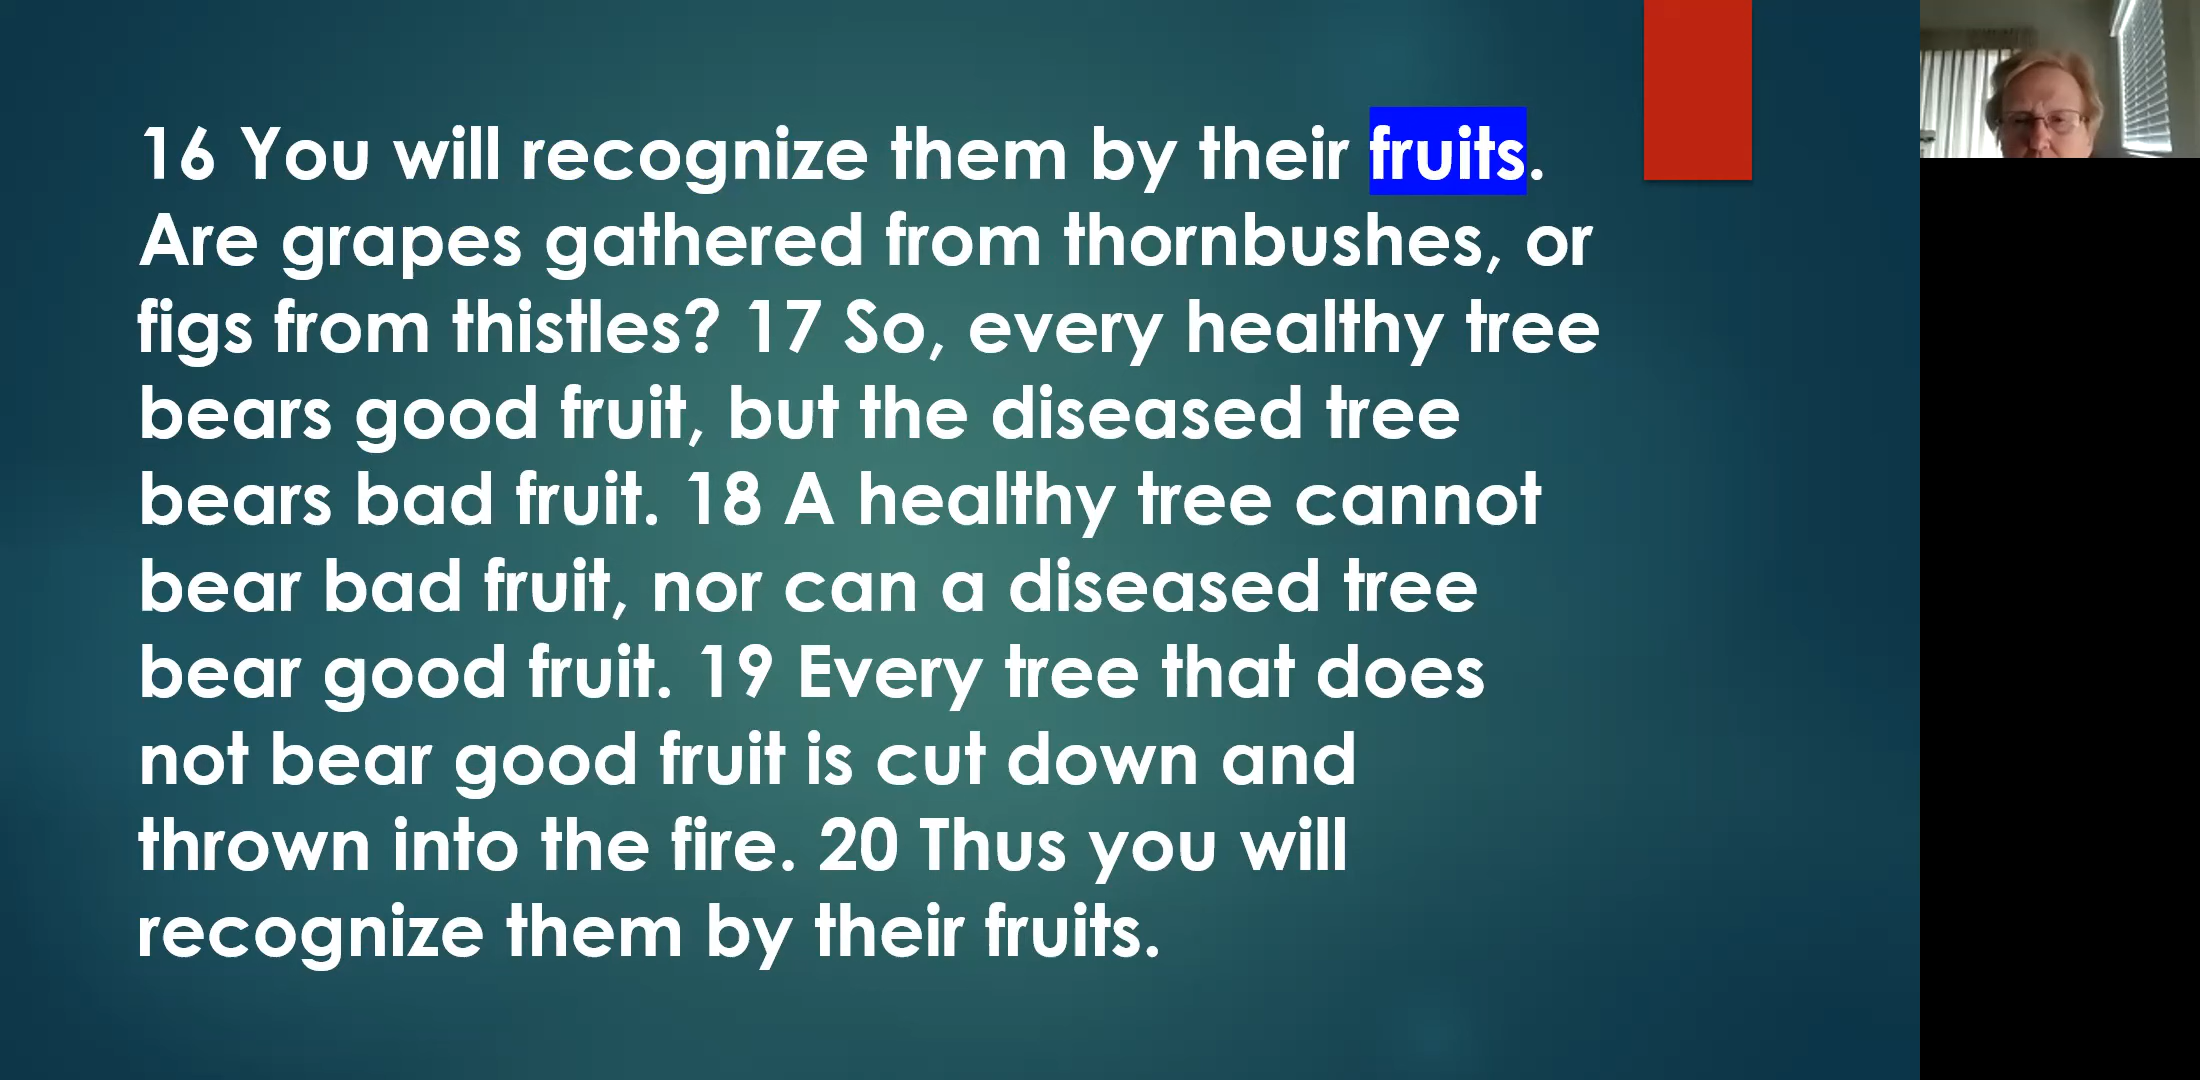 16 You will recognize them by their fruits.
Are grapes gathered from thornbushes, or
figs from thistles? 17 So, every healthy tree
bears good fruit, but the diseased tree
bears bad fruit. 18 A healthy tree cannot
bear bad fruit, nor can a diseased tree
bear good fruit. 19 Every tree that does
not bear good fruit is cut down and
thrown into the fire. 20 Thus you will
recognize them by their fruits.